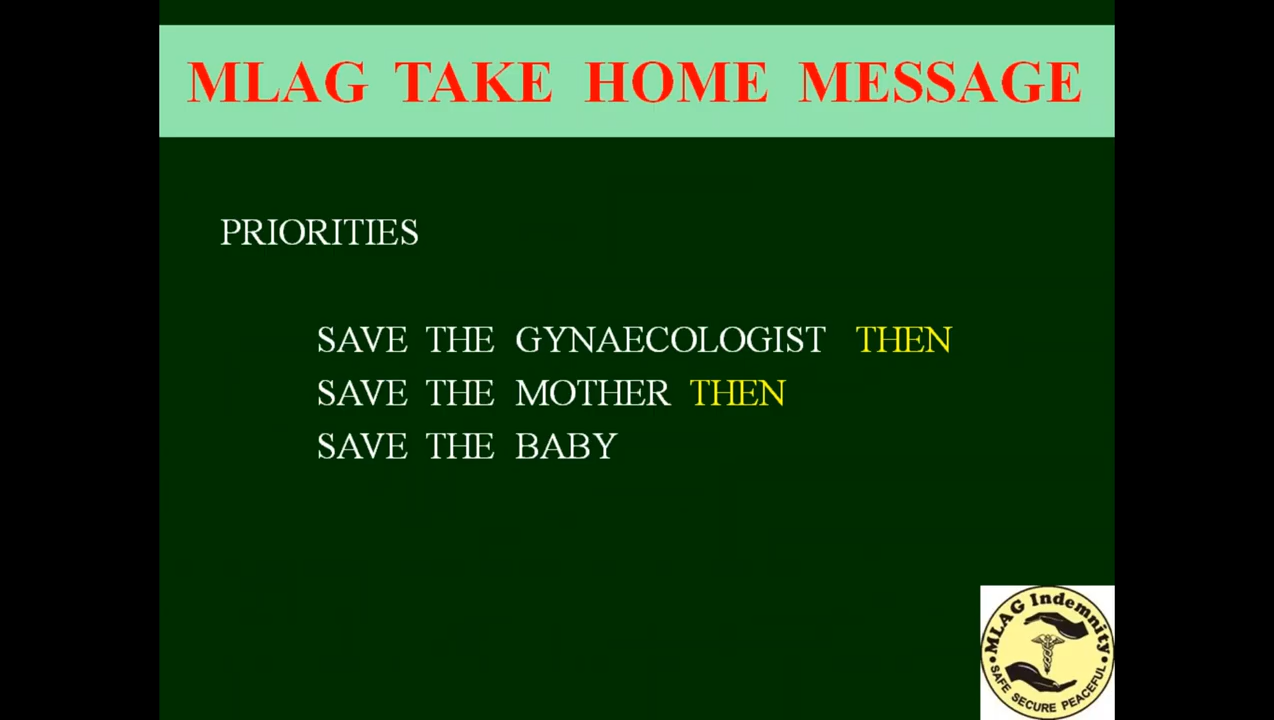 MLAG TAKE HOME MESSAGE
PRIORITIES
SAVE THE GYNAECOLOGIST THEN
SAVE THE MOTHER THEN
SAVE THE BABY
MLAG Indemnity
SAFE SECURE PEACEFUL